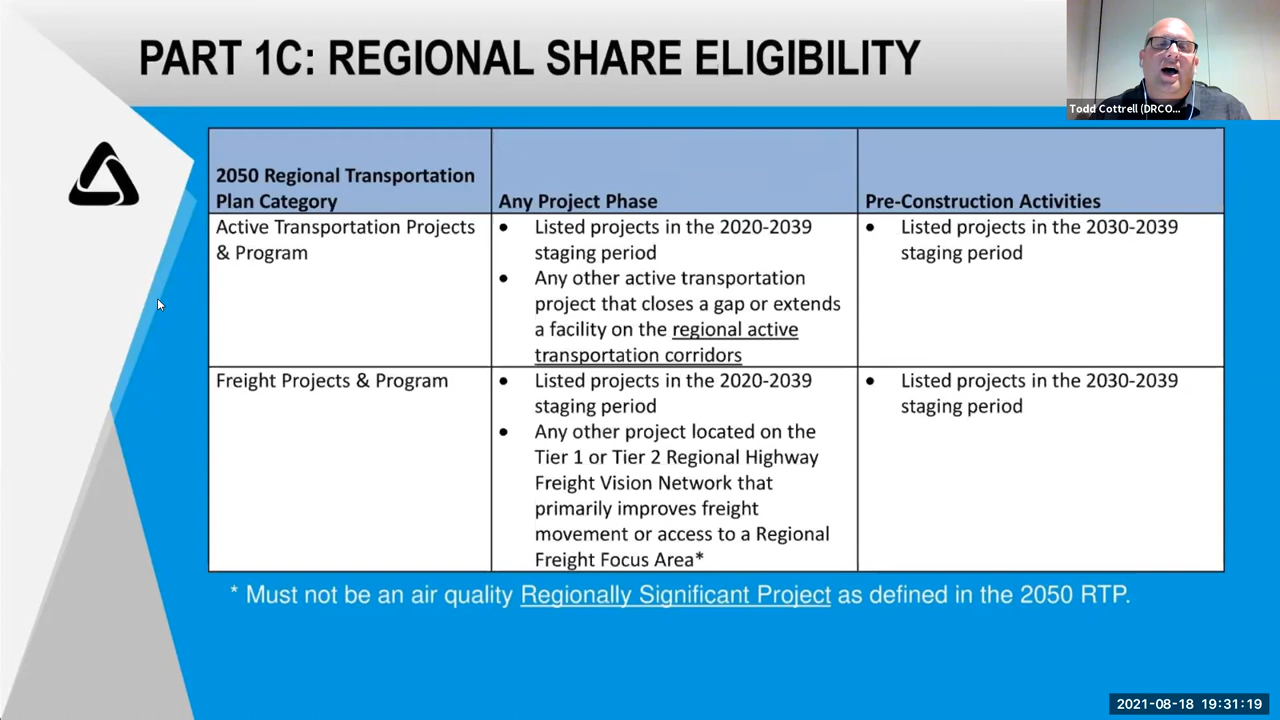 PART 1C: REGIONAL SHARE ELIGIBILITY
Todd Cottrell (DRCO...
2050 Regional Transportation
Plan Category
Any Project Phase
Pre-Construction Activities
Active Transportation Projects
& Program
• Listed projects in the 2020-2039
staging period
• Any other active transportation
project that closes a gap or extends
a facility on the regional active
transportation corridors
• Listed projects in the 2030-2039
staging period
Freight Projects & Program
• Listed projects in the 2020-2039
staging period
• Any other project located on the
Tier 1 or Tier 2 Regional Highway
Freight Vision Network that
primarily improves freight
movement or access to a Regional
Freight Focus Area*
• Listed projects in the 2030-2039
staging period
* Must not be an air quality Regionally Significant Project as defined in the 2050 RTP.
2021-08-18 19:31:19